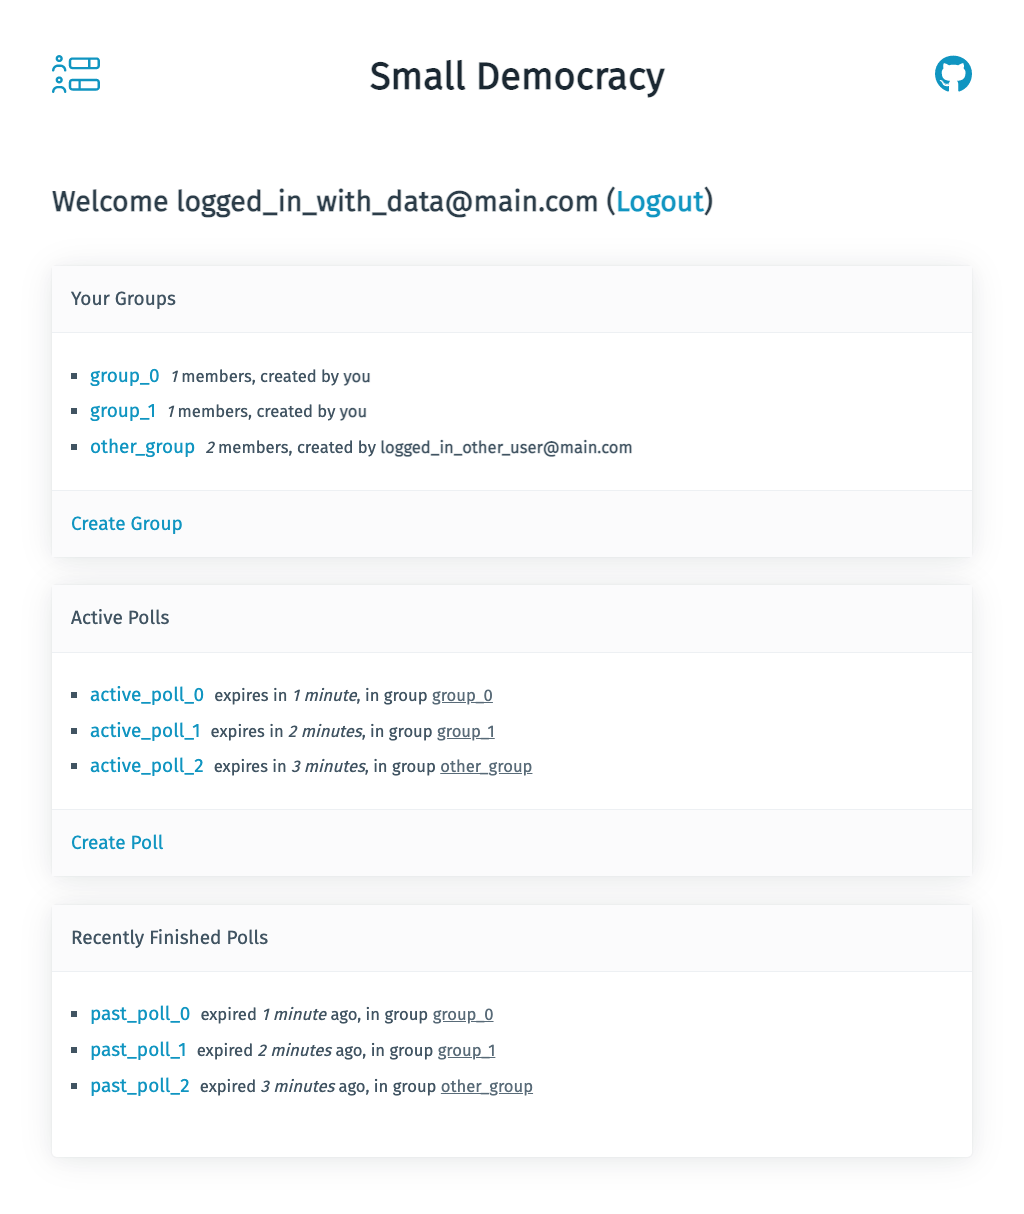 Small Democracy
Welcome logged_in_with_data@main.com (Logout)
Your Groups
group_0 1 members, created by you
group_1 1 members, created by you
other_group 2 members, created by logged_in_other_user@main.com
Create Group
Active Polls
active_poll_0 expires in 1 minute, in group group_0
active_poll_1 expires in 2 minutes, in group group_1
active_poll_2 expires in 3 minutes, in group other_group
Create Poll
Recently Finished Polls
past_poll_0 expired 1 minute ago, in group group_0
past_poll_1 expired 2 minutes ago, in group group_1
past_poll_2 expired 3 minutes ago, in group other_group